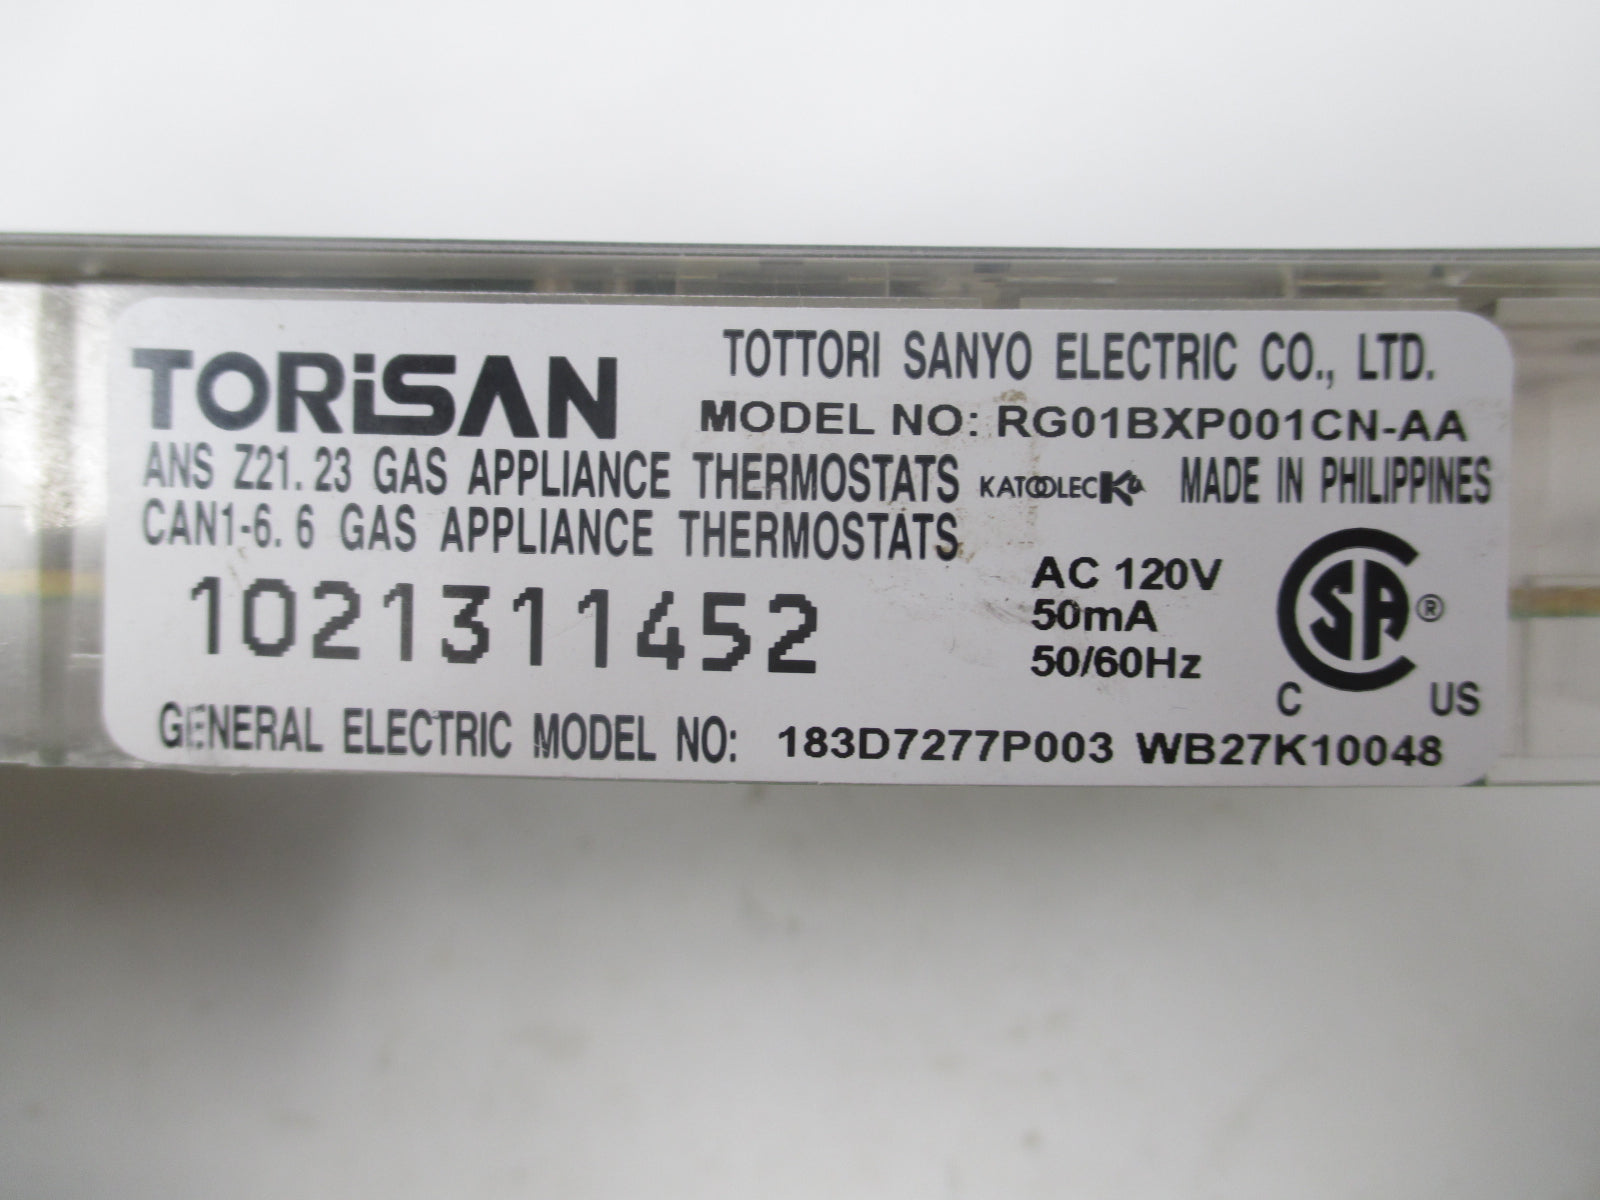 TORiSAN
TOTTORI SANYO ELECTRIC CO., LTD.
MODEL NO: RG01BXP001CN-AA
ANS Z21.23 GAS APPLIANCE THERMOSTATS
KATOOLEC Ka MADE IN PHILIPPINES
CAN1-6.6 GAS APPLIANCE THERMOSTATS
1021311452
AC 120V
50mA
50/60Hz
SA ®
C US
GENERAL ELECTRIC MODEL NO: 183D7277P003 WB27K10048